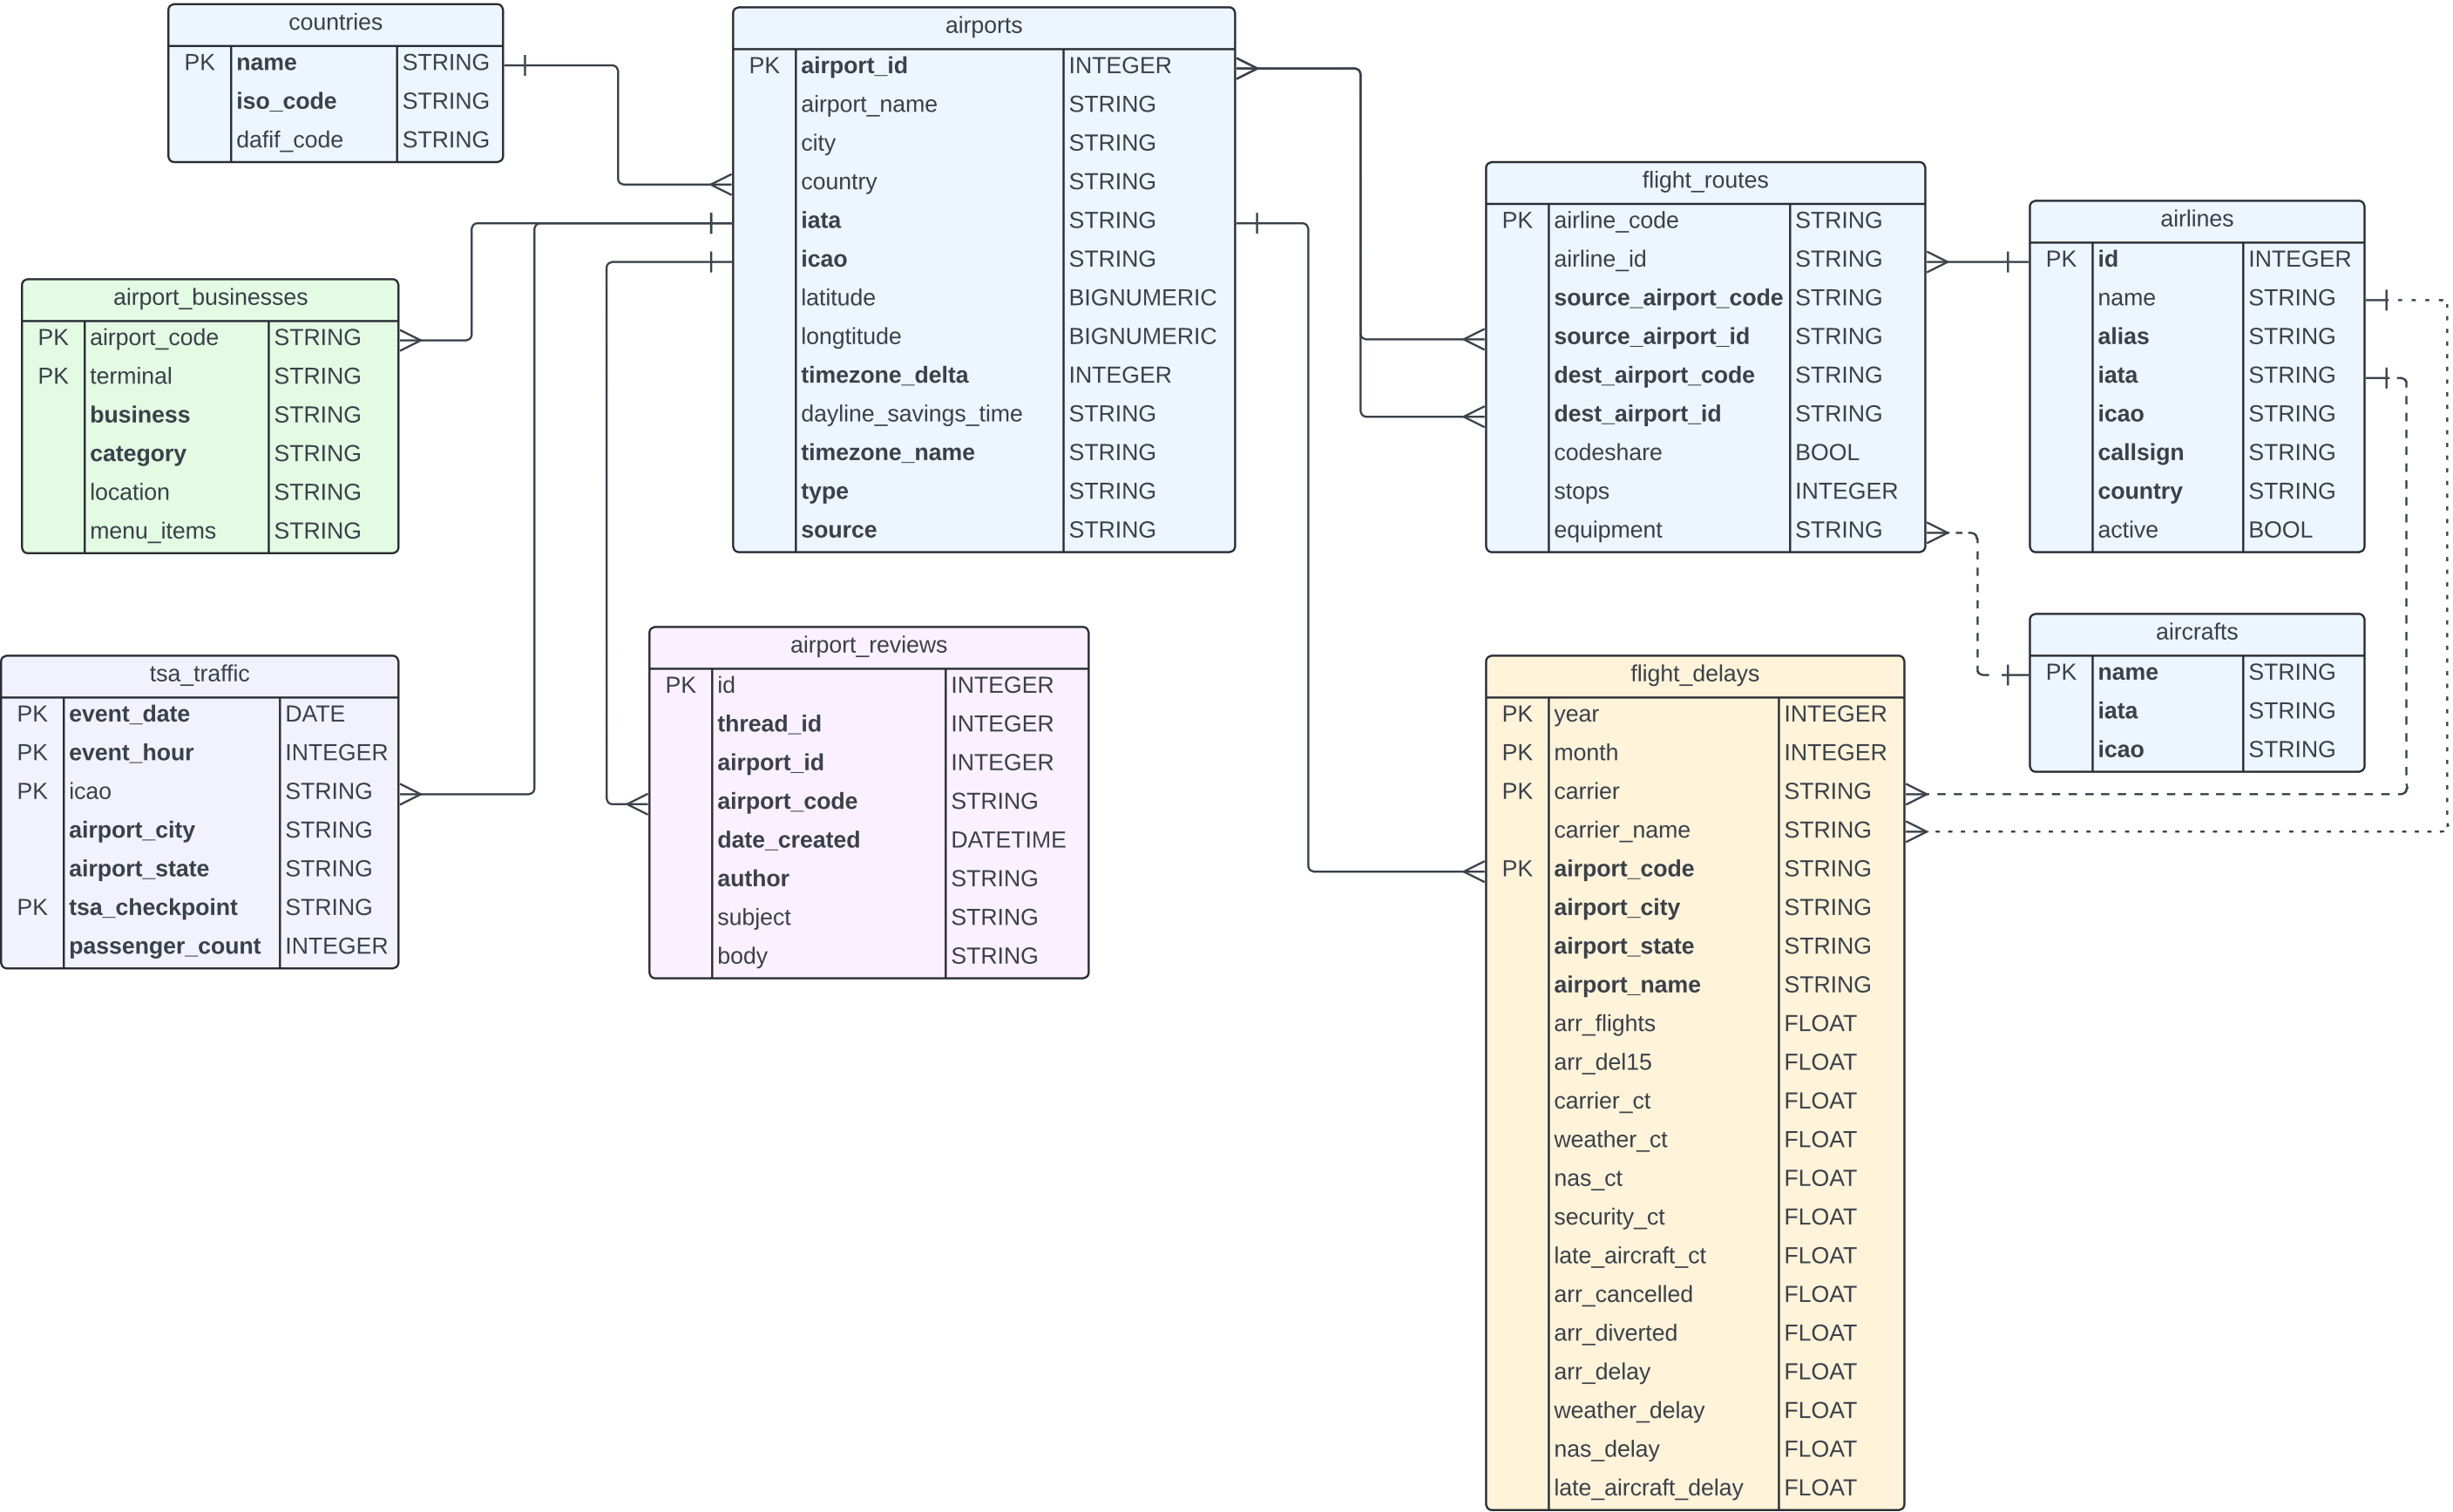 countries
PK name STRING
iso_code STRING
dafif_code STRING
airports
PK airport_id INTEGER
airport_name STRING
city STRING
country STRING
iata STRING
icao STRING
latitude BIGNUMERIC
longtitude BIGNUMERIC
timezone_delta INTEGER
dayline_savings_time STRING
timezone_name STRING
type STRING
source STRING
flight_routes
PK airline_code STRING
airline_id STRING
source_airport_code STRING
source_airport_id STRING
dest_airport_code STRING
dest_airport_id STRING
codeshare BOOL
stops INTEGER
equipment STRING
airlines
PK id INTEGER
name STRING
alias STRING
iata STRING
icao STRING
callsign STRING
country STRING
active BOOL
airport_businesses
PK airport_code STRING
PK terminal STRING
business STRING
category STRING
location STRING
menu_items STRING
tsa_traffic
PK event_date DATE
PK event_hour INTEGER
PK icao STRING
airport_city STRING
airport_state STRING
PK tsa_checkpoint STRING
passenger_count INTEGER
airport_reviews
PK id INTEGER
thread_id INTEGER
airport_id INTEGER
airport_code STRING
date_created DATETIME
author STRING
subject STRING
body STRING
flight_delays
PK year INTEGER
PK month INTEGER
PK carrier STRING
carrier_name STRING
PK airport_code STRING
airport_city STRING
airport_state STRING
airport_name STRING
arr_flights FLOAT
arr_del15 FLOAT
carrier_ct FLOAT
weather_ct FLOAT
nas_ct FLOAT
security_ct FLOAT
late_aircraft_ct FLOAT
arr_cancelled FLOAT
arr_diverted FLOAT
arr_delay FLOAT
weather_delay FLOAT
nas_delay FLOAT
late_aircraft_delay FLOAT
aircrafts
PK name STRING
iata STRING
icao STRING